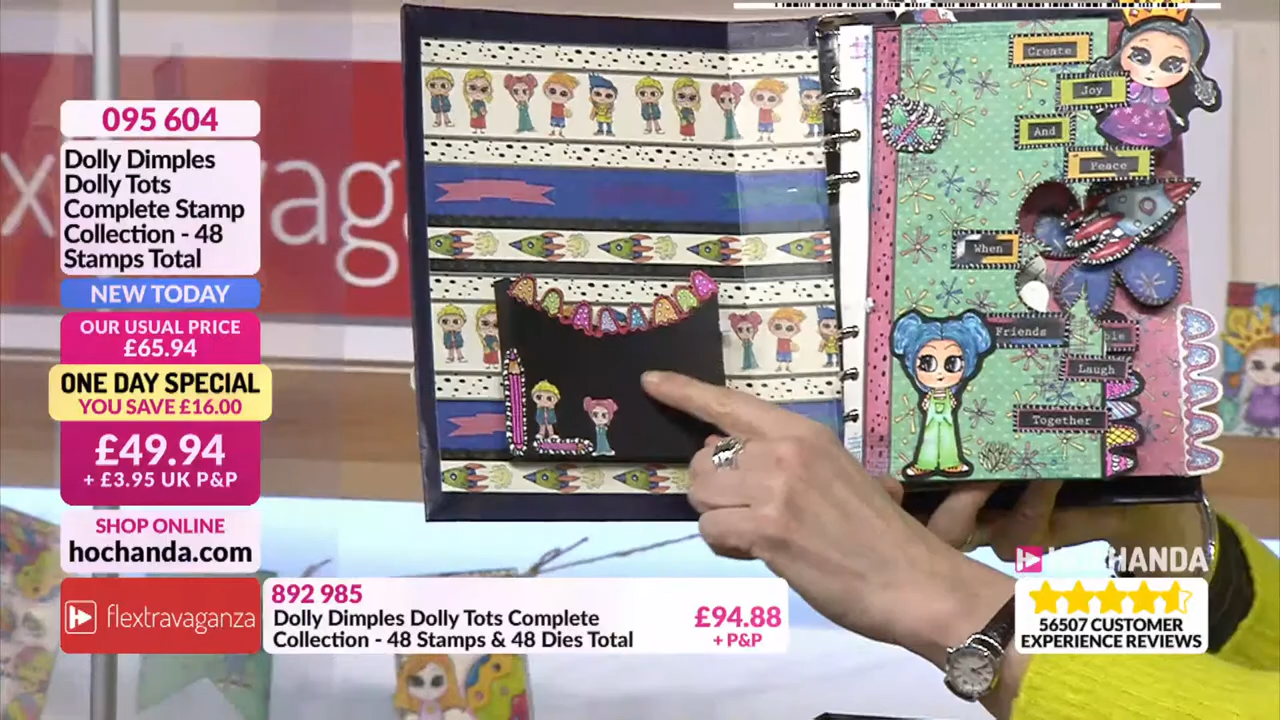 095 604
Dolly Dimples
Dolly Tots
Complete Stamp
Collection - 48
Stamps Total
NEW TODAY
OUR USUAL PRICE
£65.94
ONE DAY SPECIAL
YOU SAVE £16.00
£49.94
+ £3.95 UK P&P
SHOP ONLINE
hochanda.com
flextravaganza
892 985
Dolly Dimples Dolly Tots Complete
Collection - 48 Stamps & 48 Dies Total
£94.88
+ P&P
HOCHANDA
56507 CUSTOMER
EXPERIENCE REVIEWS
xt
ag
Create
Joy
And
Peace
When
Friends
Laugh
Together